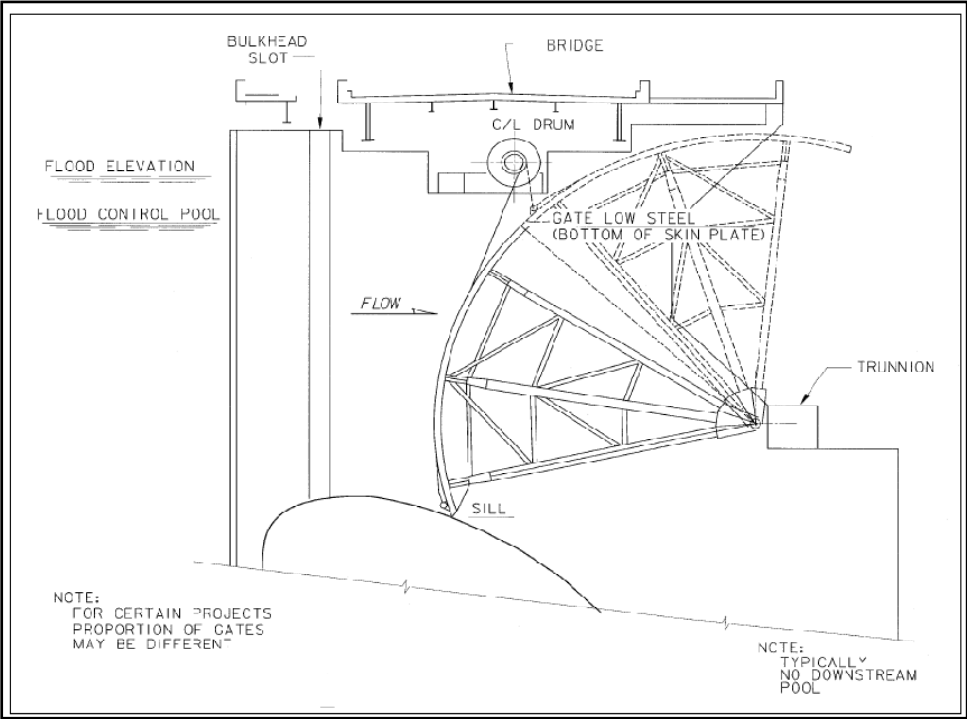 BULKHEAD
SLOT
BRIDGE
C/L DRUM
FLOOD ELEVATION
FLOOD CONTROL POOL
GATE LOW STEEL
(BOTTOM OF SKIN PLATE)
FLOW
TRUNNION
SILL
NOTE:
FOR CERTAIN PROJECTS
PROPORTION OF GATES
MAY BE DIFFERENT
NOTE:
TYPICALLY
NO DOWNSTREAM
POOL